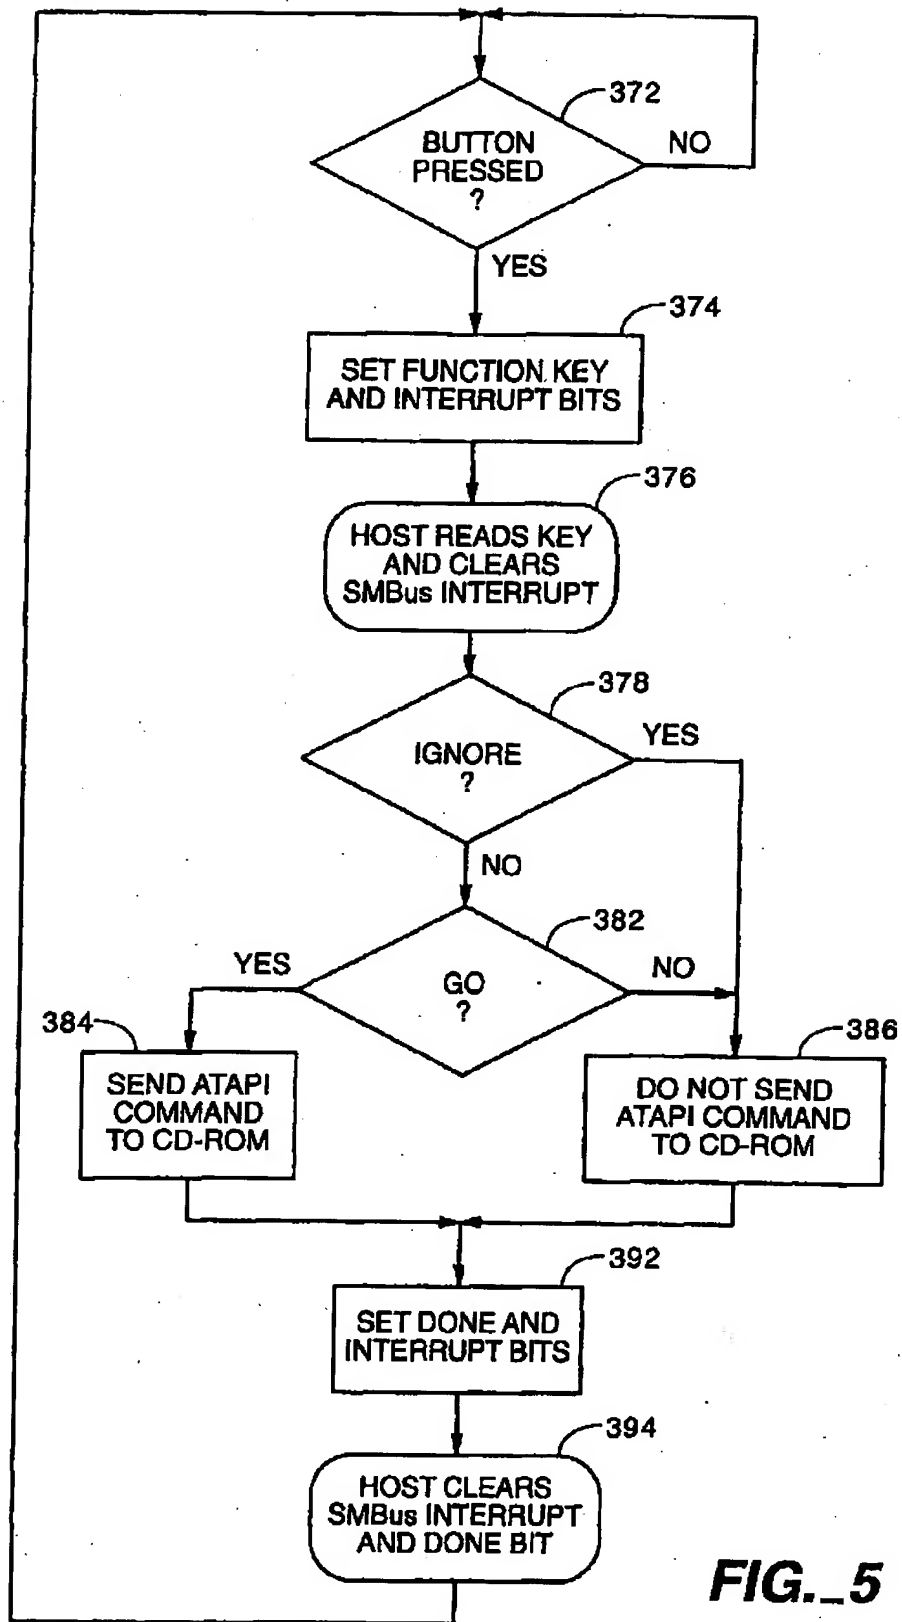 372
BUTTON
PRESSED
?
NO
YES
374
SET FUNCTION KEY
AND INTERRUPT BITS
376
HOST READS KEY
AND CLEARS
SMBus INTERRUPT
378
IGNORE
?
YES
NO
382
GO
?
YES
NO
384
SEND ATAPI
COMMAND
TO CD-ROM
386
DO NOT SEND
ATAPI COMMAND
TO CD-ROM
392
SET DONE AND
INTERRUPT BITS
394
HOST CLEARS
SMBus INTERRUPT
AND DONE BIT
FIG._5